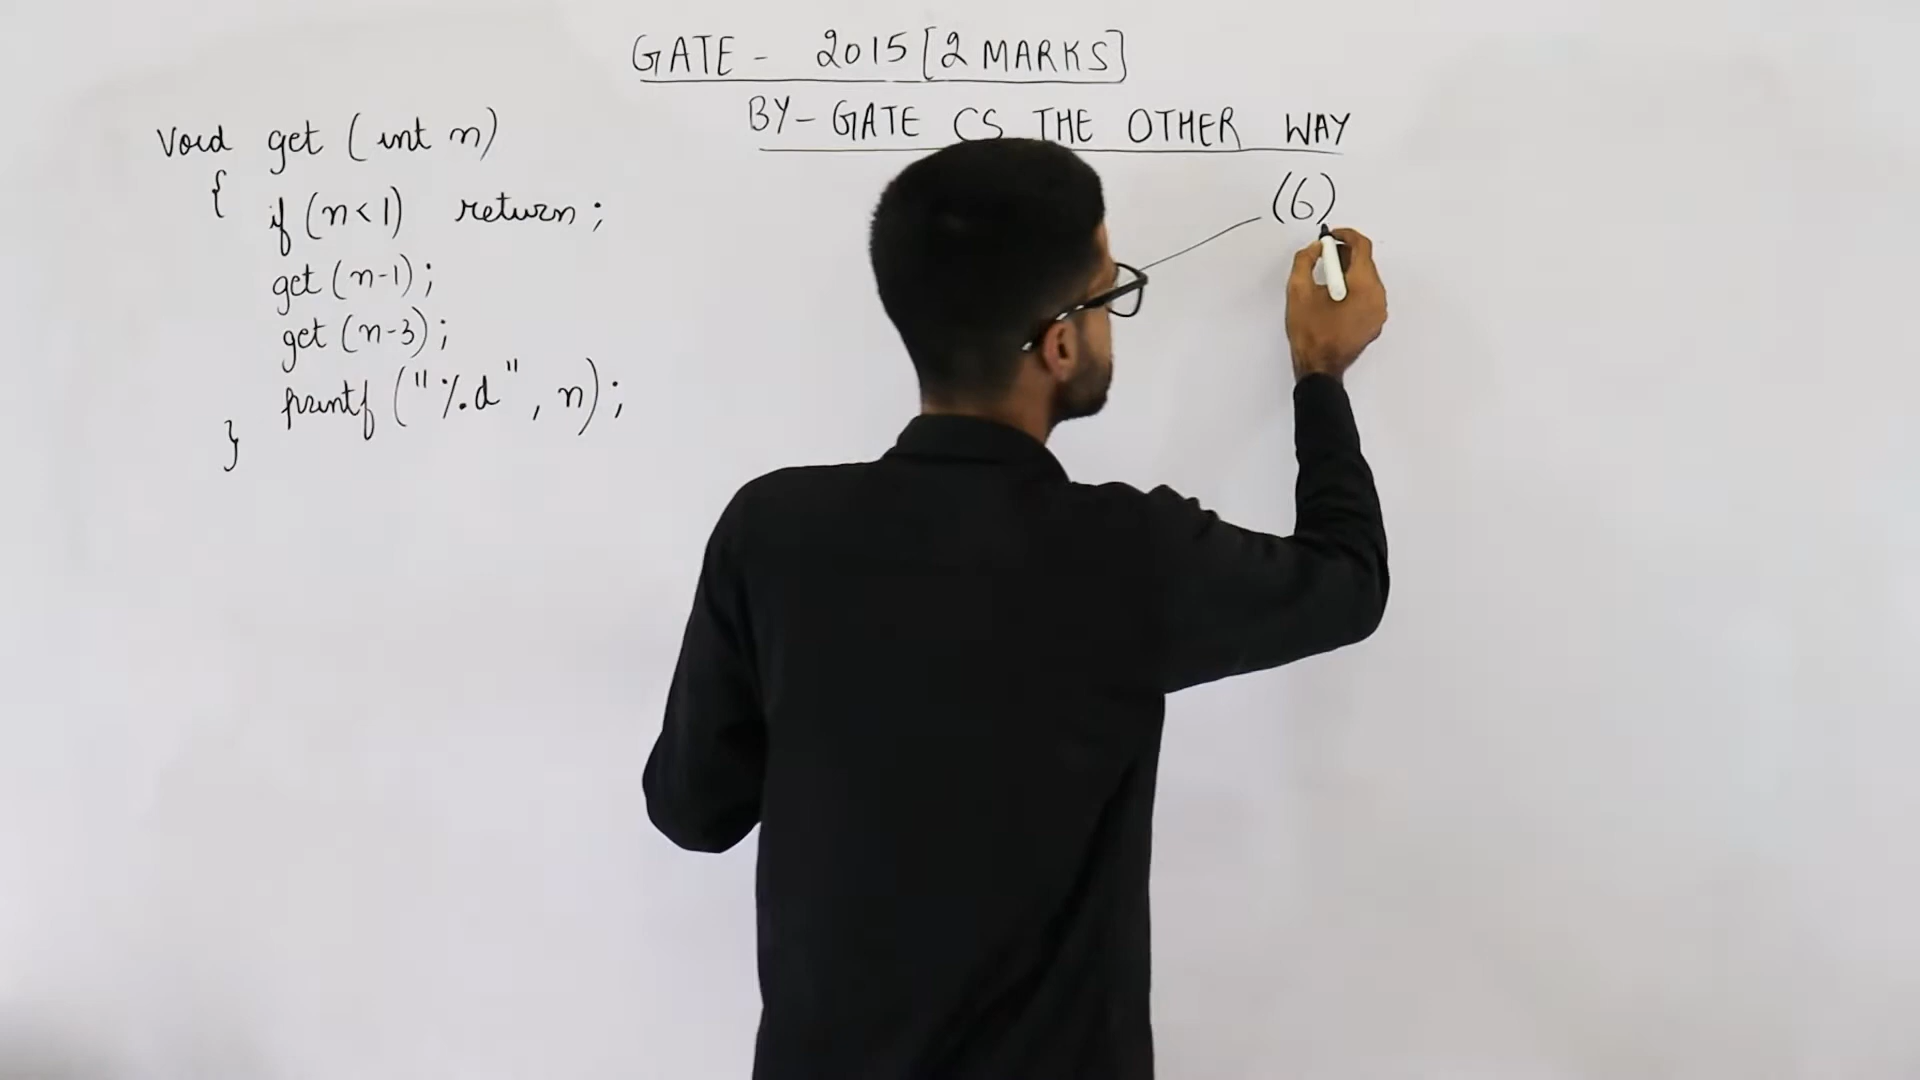 GATE - 2015 [2 MARKS]
BY- GATE CS THE OTHER WAY
Void get (int n)
{ if (n<1) return;
get (n-1);
get (n-3);
printf ("%d", n);
}
(6)